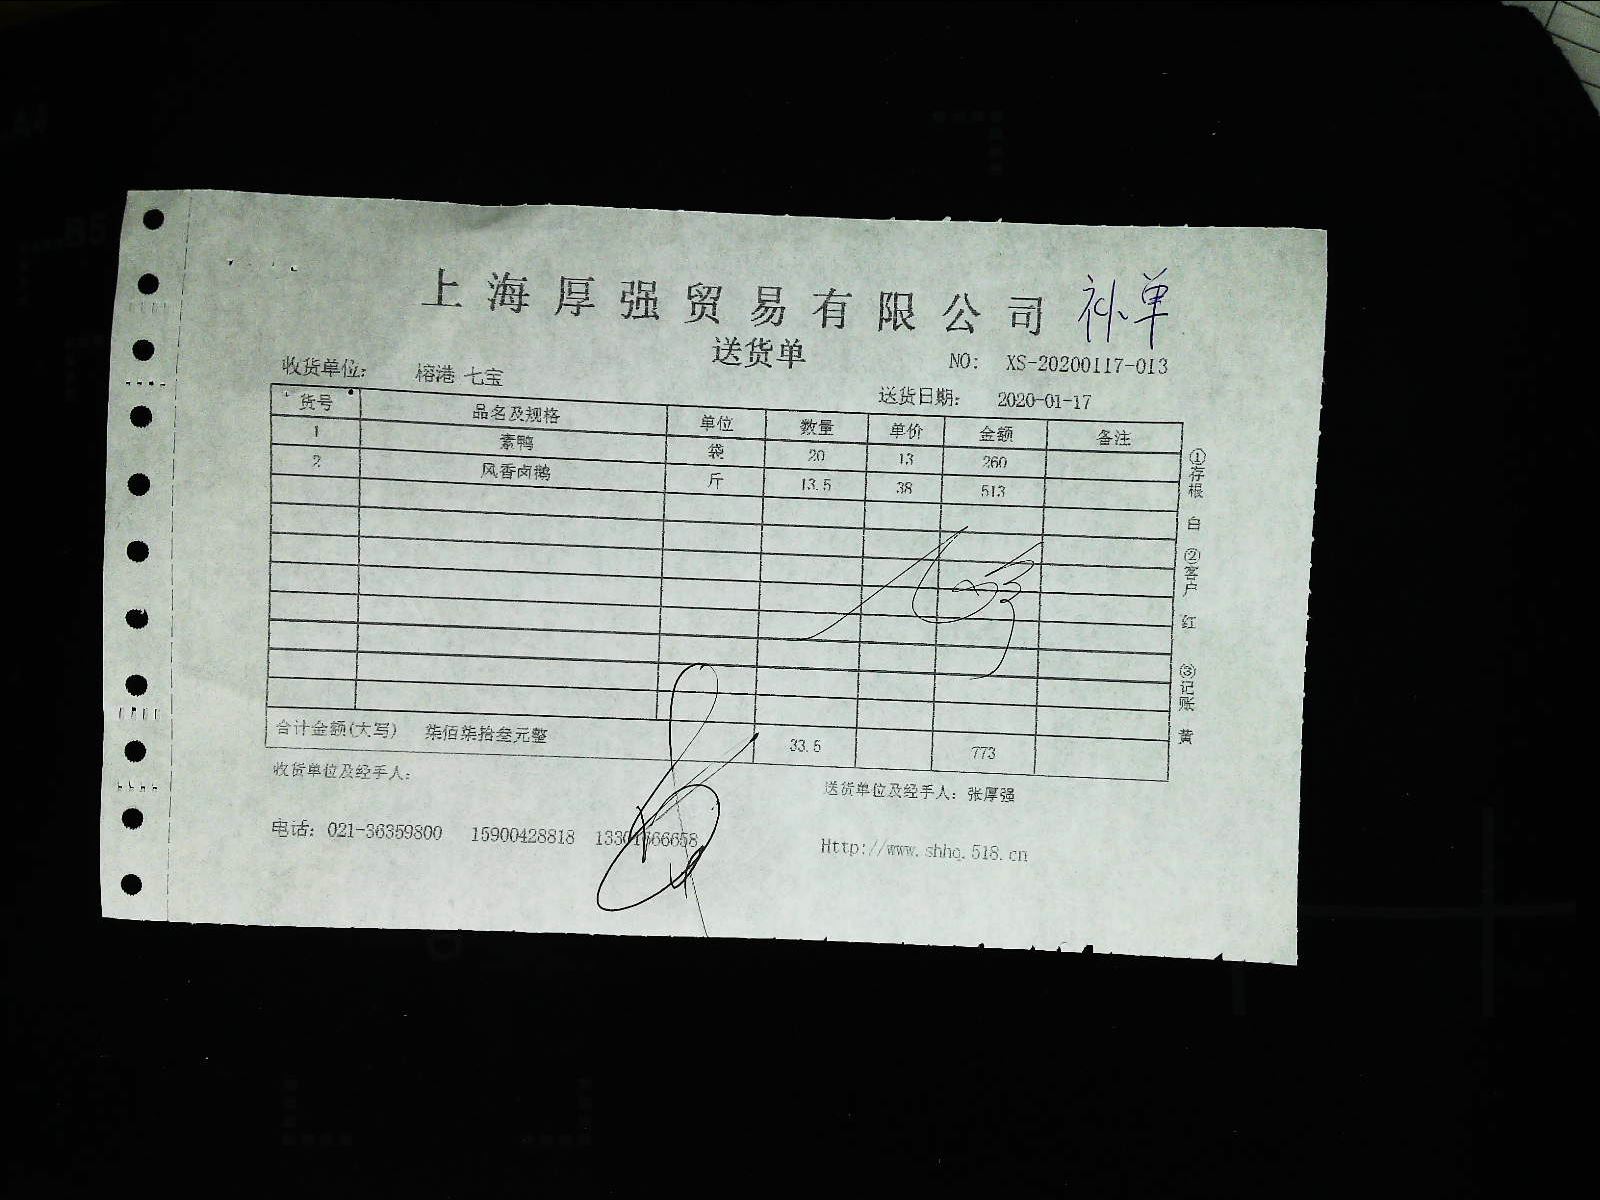 上海厚强贸易有限公司 补单
送货单
NO: XS-20200117-013
收货单位: 榕港 七宝
送货日期: 2020-01-17
货号 品名及规格 单位 数量 单价 金额 备注
1 素鸭 袋 20 13 260
2 风香卤鹅 斤 13.5 38 513
合计金额(大写) 柒佰柒拾叁元整 33.5 773
收货单位及经手人:
送货单位及经手人: 张厚强
电话: 021-36359800 15900428818
Http://www.shhq.518.cn
①存根 白 ②客户 红 ③记账 黄